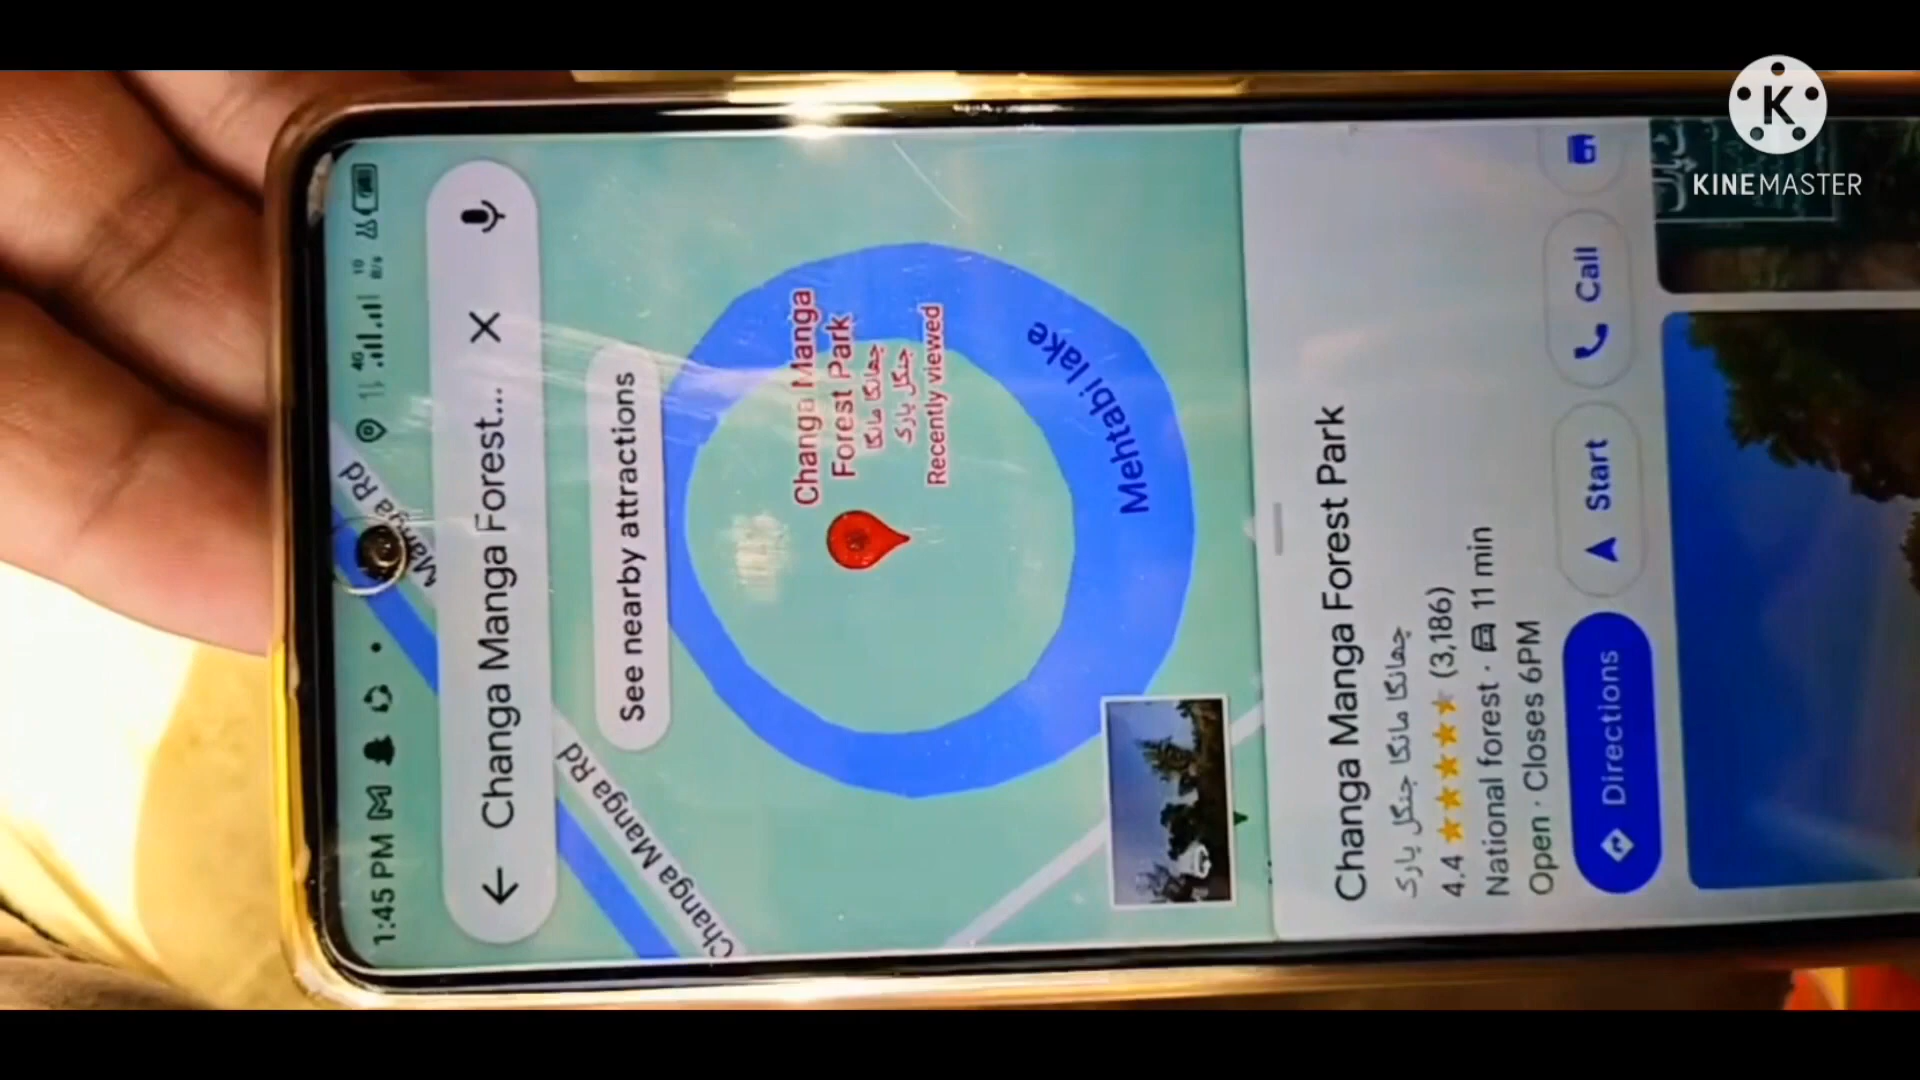 1:45 PM
4G
10
B/s
Changa Manga Forest...
See nearby attractions
Manga Rd
Changa Manga Rd
Changa Manga
Forest Park
چھانگا مانگا
جنگل پارک
Recently viewed
Mehtabi lake
Changa Manga Forest Park
چھانگا مانگا جنگل پارک
4.4 (3,186)
National forest · 11 min
Open · Closes 6PM
Directions
Start
Call
K
KINEMASTER